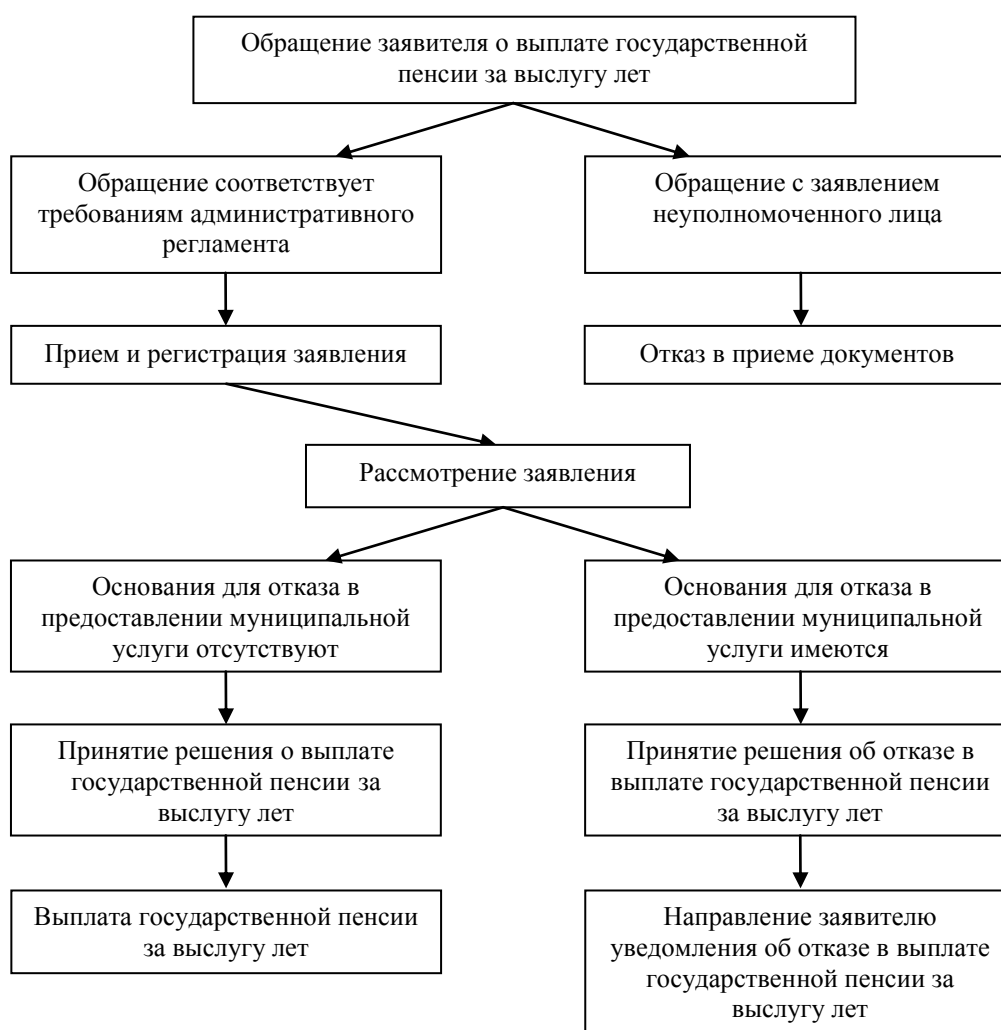 Обращение заявителя о выплате государственной
пенсии за выслугу лет
Обращение соответствует
требованиям административного
регламента
Обращение с заявлением
неуполномоченного лица
Прием и регистрация заявления
Отказ в приеме документов
Рассмотрение заявления
Основания для отказа в
предоставлении муниципальной
услуги отсутствуют
Основания для отказа в
предоставлении муниципальной
услуги имеются
Принятие решения о выплате
государственной пенсии за
выслугу лет
Принятие решения об отказе в
выплате государственной пенсии
за выслугу лет
Выплата государственной пенсии
за выслугу лет
Направление заявителю
уведомления об отказе в выплате
государственной пенсии за
выслугу лет